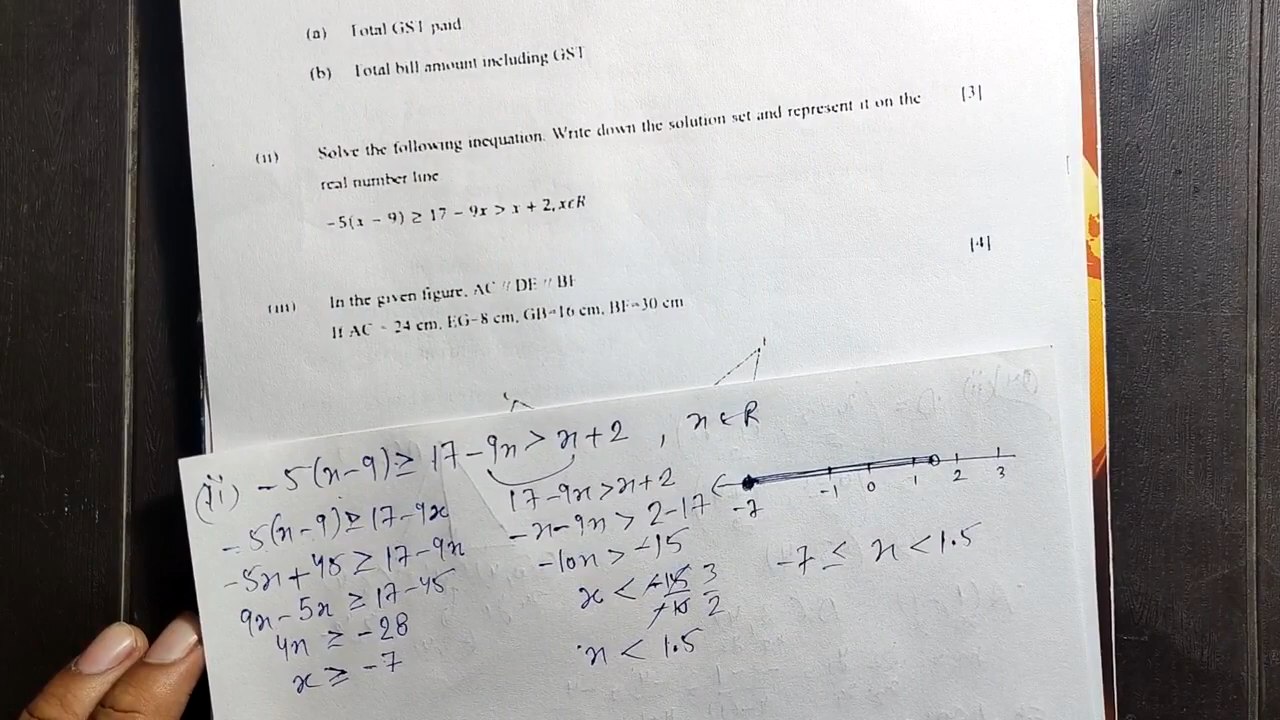 (a) Total GST paid
(b) Total bill amount including GST
(ii) Solve the following inequation. Write down the solution set and represent it on the [3]
real number line
-5(x - 9) ≥ 17 - 9x > x + 2, xϵR
[4]
(iii) In the given figure, AC // DE // BF
If AC = 24 cm, EG=8 cm, GB=16 cm, BF=30 cm
(ii) -5(x-9) ≥ 17-9x > x+2 , x ∈ R
-5(x-9) ≥ 17-9x
-5x+45 ≥ 17-9x
9x-5x ≥ 17-45
4x ≥ -28
x ≥ -7
17-9x > x+2
-x-9x > 2-17
-10x > -15
x < -15/-10 3/2
x < 1.5
-7 -1 0 1 2 3
-7 ≤ x < 1.5